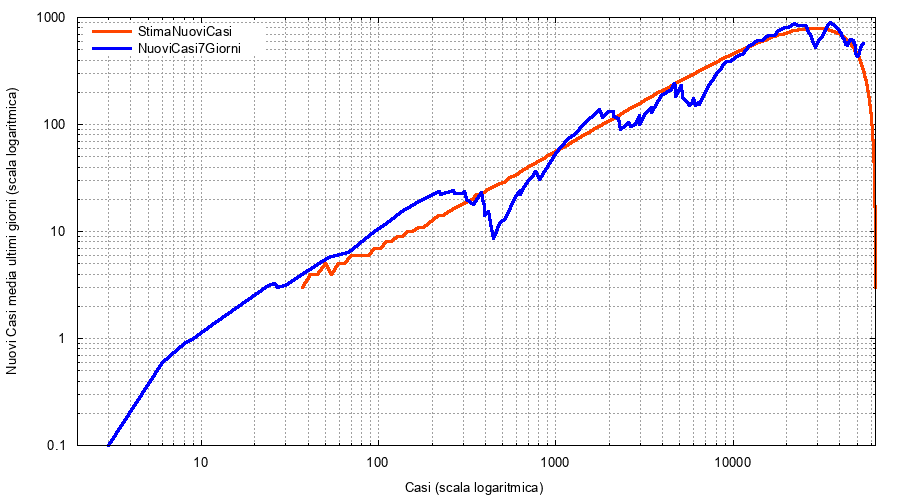 1000
StimaNuoviCasi
NuoviCasi7Giorni
100
10
1
0.1
Nuovi Casi media ultimi giorni (scala logaritmica)
10 100 1000 10000
Casi (scala logaritmica)